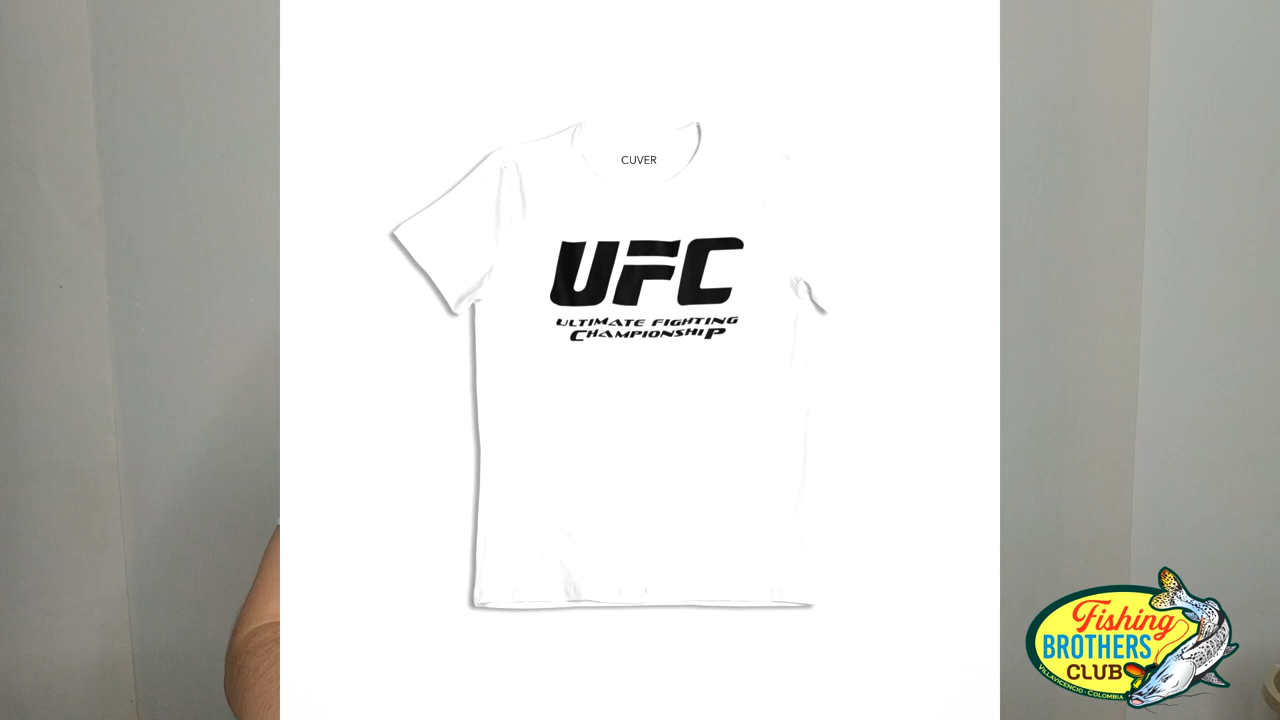 CUVER
UFC
ULTIMATE FIGHTING
CHAMPIONSHIP
Fishing
BROTHERS
CLUB
VILLAVICENCIO - COLOMBIA